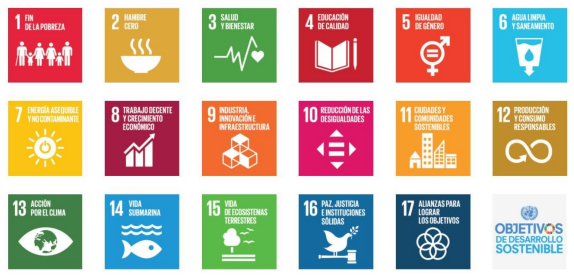 1 FIN
DE LA POBREZA
2 HAMBRE
CERO
3 SALUD
Y BIENESTAR
4 EDUCACIÓN
DE CALIDAD
5 IGUALDAD
DE GÉNERO
6 AGUA LIMPIA
Y SANEAMIENTO
7 ENERGÍA ASEQUIBLE
Y NO CONTAMINANTE
8 TRABAJO DECENTE
Y CRECIMIENTO
ECONÓMICO
9 INDUSTRIA,
INNOVACIÓN E
INFRAESTRUCTURA
10 REDUCCIÓN DE LAS
DESIGUALDADES
11 CIUDADES Y
COMUNIDADES
SOSTENIBLES
12 PRODUCCIÓN
Y CONSUMO
RESPONSABLES
13 ACCIÓN
POR EL CLIMA
14 VIDA
SUBMARINA
15 VIDA
DE ECOSISTEMAS
TERRESTRES
16 PAZ, JUSTICIA
E INSTITUCIONES
SÓLIDAS
17 ALIANZAS PARA
LOGRAR
LOS OBJETIVOS
OBJETIVOS
DE DESARROLLO
SOSTENIBLE